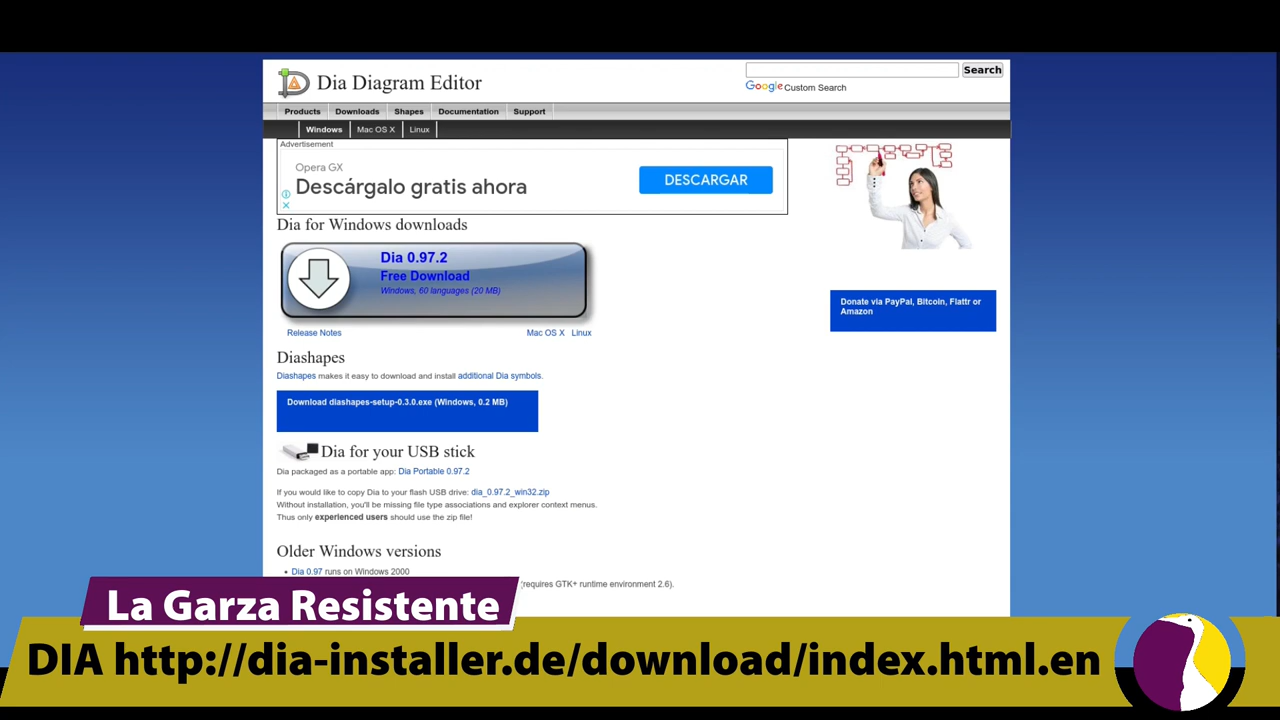 Dia Diagram Editor
Search
Google Custom Search
Products Downloads Shapes Documentation Support
Windows Mac OS X Linux
Advertisement
Opera GX
Descárgalo gratis ahora
DESCARGAR
Dia for Windows downloads
Dia 0.97.2
Free Download
Windows, 60 languages (20 MB)
Release Notes Mac OS X Linux
Donate via PayPal, Bitcoin, Flattr or
Amazon
Diashapes
Diashapes makes it easy to download and install additional Dia symbols.
Download diashapes-setup-0.3.0.exe (Windows, 0.2 MB)
Dia for your USB stick
Dia packaged as a portable app: Dia Portable 0.97.2
If you would like to copy Dia to your flash USB drive: dia_0.97.2_win32.zip
Without installation, you'll be missing file type associations and explorer context menus.
Thus only experienced users should use the zip file!
Older Windows versions
• Dia 0.97 runs on Windows 2000
(requires GTK+ runtime environment 2.6).
La Garza Resistente
DIA http://dia-installer.de/download/index.html.en